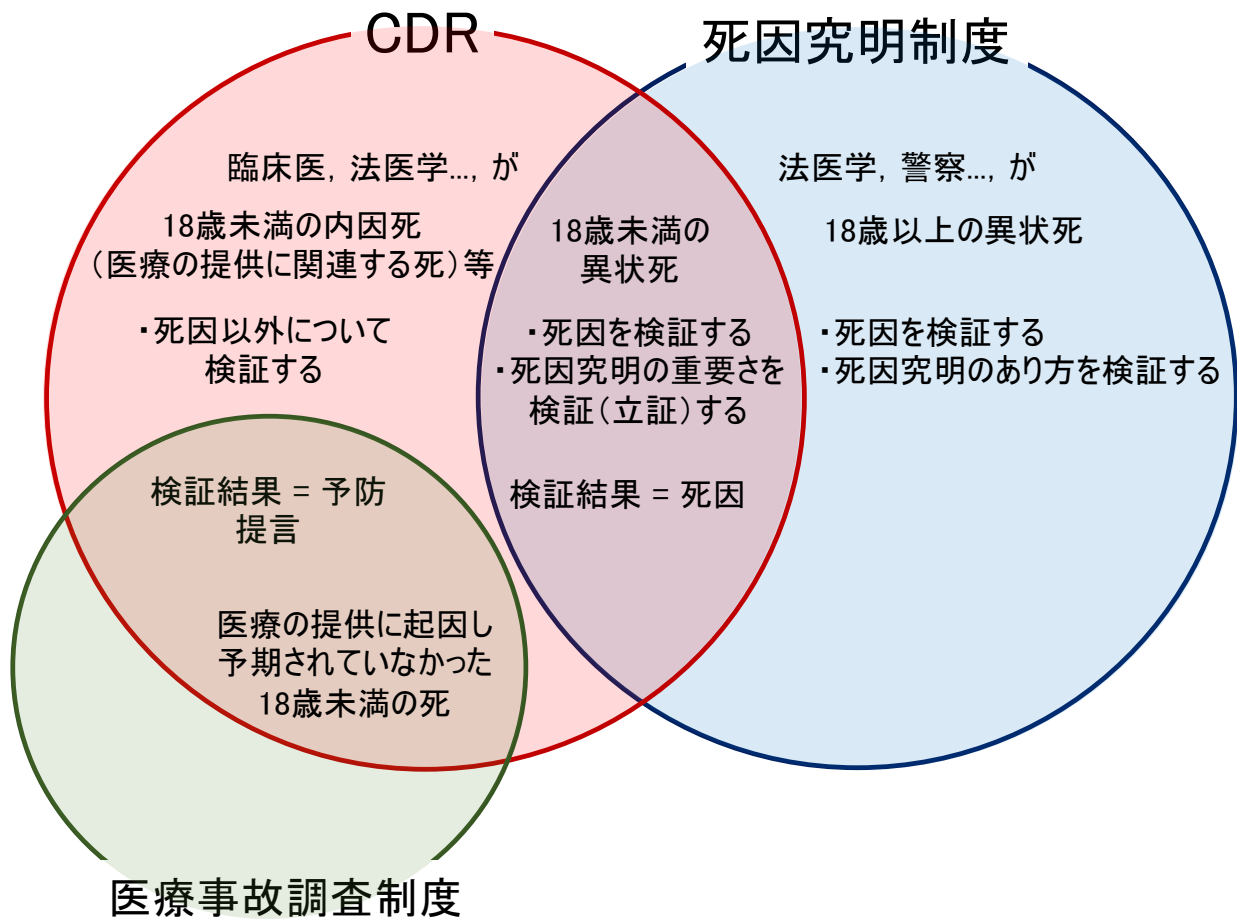 CDR
死因究明制度
臨床医, 法医学…, が
18歳未満の内因死
（医療の提供に関連する死）等
・死因以外について
検証する
検証結果 = 予防
提言
医療の提供に起因し
予期されていなかった
18歳未満の死
18歳未満の
異状死
・死因を検証する
・死因究明の重要さを
検証（立証）する
検証結果 = 死因
法医学, 警察…, が
18歳以上の異状死
・死因を検証する
・死因究明のあり方を検証する
医療事故調査制度